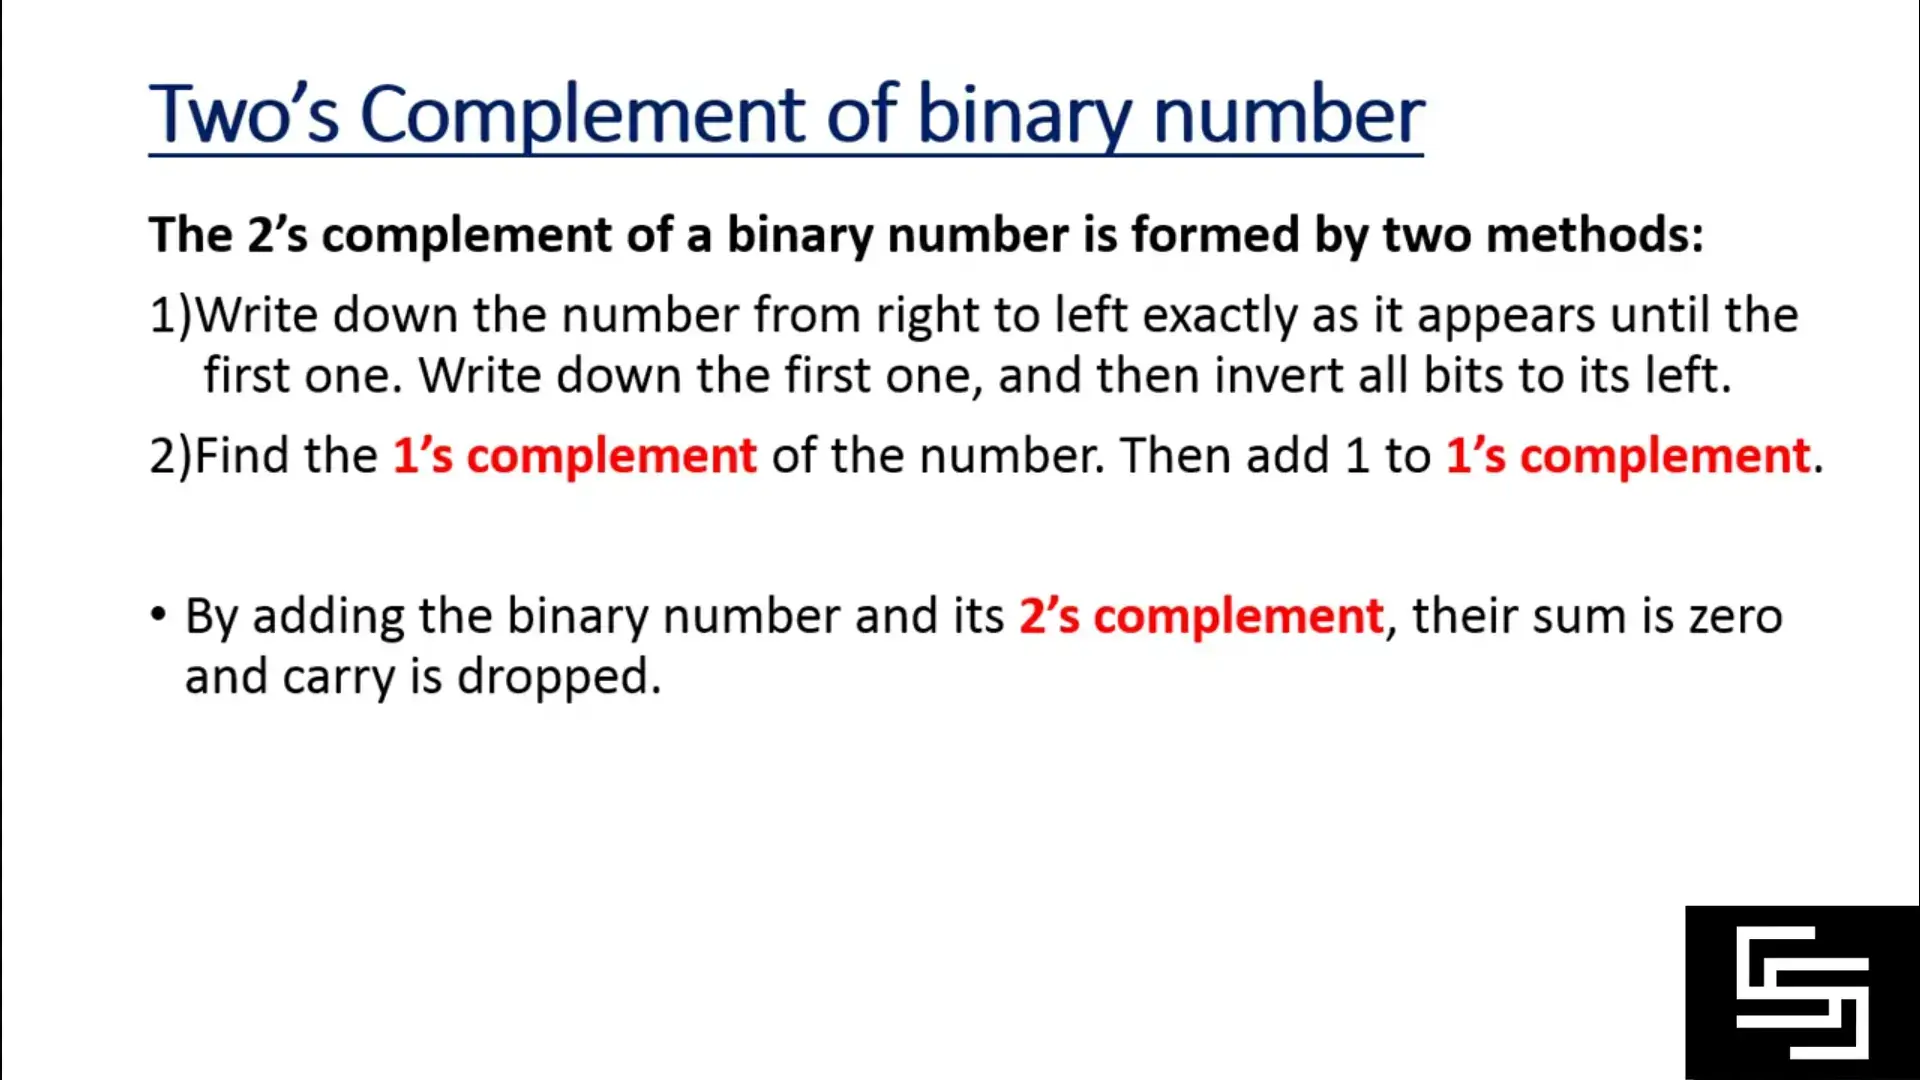 Two’s Complement of binary number
The 2’s complement of a binary number is formed by two methods:
1)Write down the number from right to left exactly as it appears until the
first one. Write down the first one, and then invert all bits to its left.
2)Find the 1’s complement of the number. Then add 1 to 1’s complement.
• By adding the binary number and its 2’s complement, their sum is zero
and carry is dropped.